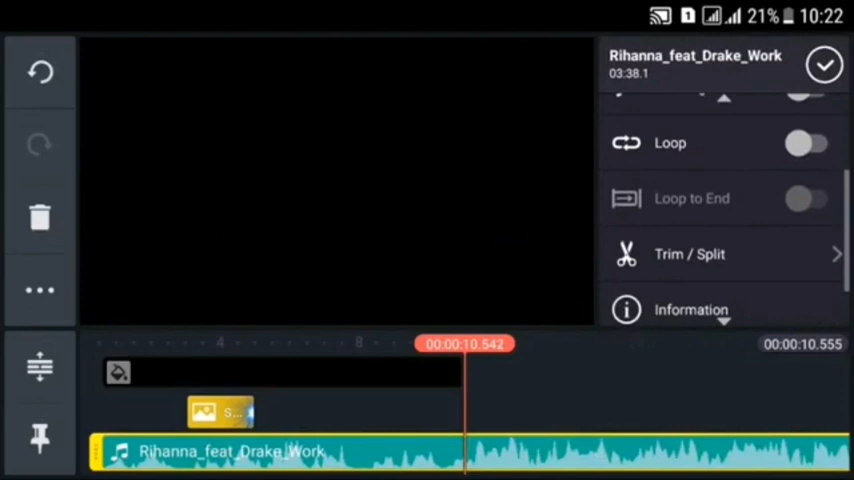 1 21% 10:22
Rihanna_feat_Drake_Work
03:38.1
Loop
Loop to End
Trim / Split
Information
4 8 00:00:10.542 00:00:10.555
S...
Rihanna_feat_Drake_Work